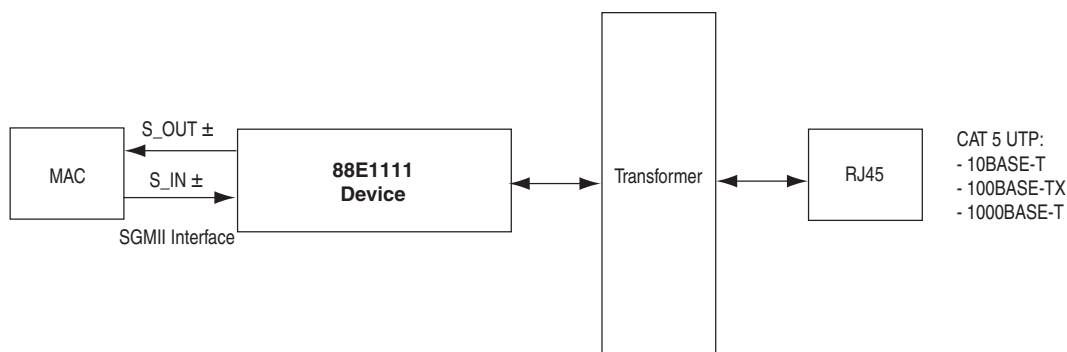 S_OUT ±
MAC
S_IN ±
SGMII Interface
88E1111
Device
Transformer
RJ45
CAT 5 UTP:
- 10BASE-T
- 100BASE-TX
- 1000BASE-T